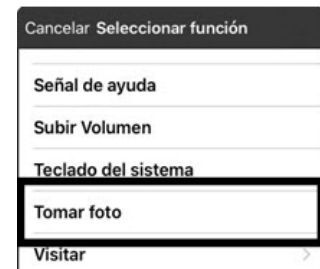 Cancelar Seleccionar función
Señal de ayuda
Subir Volumen
Teclado del sistema
Tomar foto
Visitar